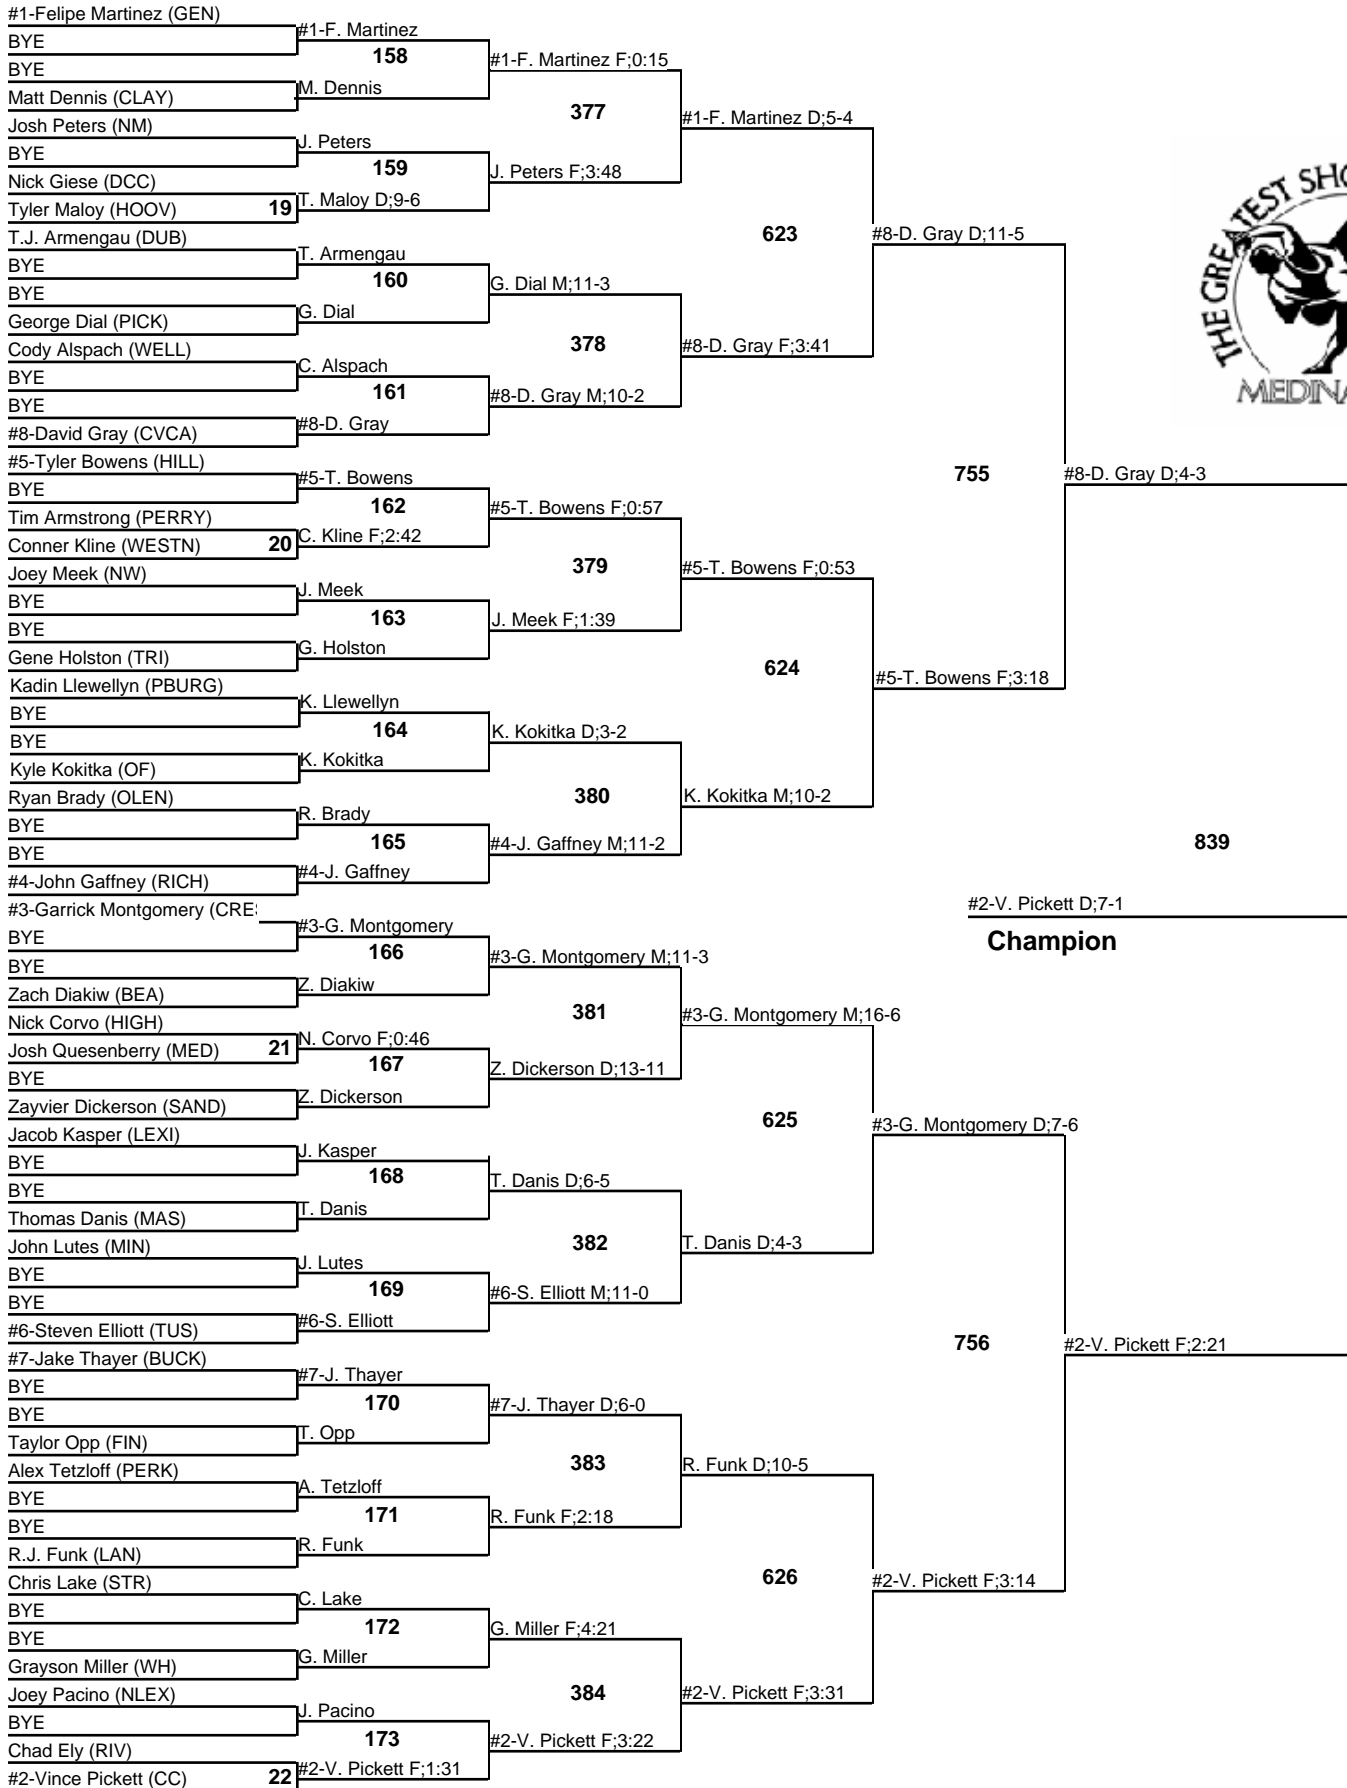 #1-Felipe Martinez (GEN)
BYE
BYE
Matt Dennis (CLAY)
Josh Peters (NM)
BYE
Nick Giese (DCC)
Tyler Maloy (HOOV) 19
T.J. Armengau (DUB)
BYE
BYE
George Dial (PICK)
Cody Alspach (WELL)
BYE
BYE
#8-David Gray (CVCA)
#5-Tyler Bowens (HILL)
BYE
Tim Armstrong (PERRY)
Conner Kline (WESTN) 20
Joey Meek (NW)
BYE
BYE
Gene Holston (TRI)
Kadin Llewellyn (PBURG)
BYE
BYE
Kyle Kokitka (OF)
Ryan Brady (OLEN)
BYE
BYE
#4-John Gaffney (RICH)
#3-Garrick Montgomery (CRE
BYE
BYE
Zach Diakiw (BEA)
Nick Corvo (HIGH)
Josh Quesenberry (MED) 21
BYE
Zayvier Dickerson (SAND)
Jacob Kasper (LEXI)
BYE
BYE
Thomas Danis (MAS)
John Lutes (MIN)
BYE
BYE
#6-Steven Elliott (TUS)
#7-Jake Thayer (BUCK)
BYE
BYE
Taylor Opp (FIN)
Alex Tetzloff (PERK)
BYE
BYE
R.J. Funk (LAN)
Chris Lake (STR)
BYE
BYE
Grayson Miller (WH)
Joey Pacino (NLEX)
BYE
Chad Ely (RIV)
#2-Vince Pickett (CC) 22
#1-F. Martinez
158
M. Dennis
J. Peters
159
T. Maloy D;9-6
T. Armengau
160
G. Dial
C. Alspach
161
#8-D. Gray
#5-T. Bowens
162
C. Kline F;2:42
J. Meek
163
G. Holston
K. Llewellyn
164
K. Kokitka
R. Brady
165
#4-J. Gaffney
#3-G. Montgomery
166
Z. Diakiw
N. Corvo F;0:46
167
Z. Dickerson
J. Kasper
168
T. Danis
J. Lutes
169
#6-S. Elliott
#7-J. Thayer
170
T. Opp
A. Tetzloff
171
R. Funk
C. Lake
172
G. Miller
J. Pacino
173
#2-V. Pickett F;1:31
#1-F. Martinez F;0:15
377
J. Peters F;3:48
G. Dial M;11-3
378
#8-D. Gray M;10-2
#5-T. Bowens F;0:57
379
J. Meek F;1:39
K. Kokitka D;3-2
380
#4-J. Gaffney M;11-2
#3-G. Montgomery M;11-3
381
Z. Dickerson D;13-11
T. Danis D;6-5
382
#6-S. Elliott M;11-0
#7-J. Thayer D;6-0
383
R. Funk F;2:18
G. Miller F;4:21
384
#2-V. Pickett F;3:22
#1-F. Martinez D;5-4
623
#8-D. Gray F;3:41
#5-T. Bowens F;0:53
624
K. Kokitka M;10-2
#3-G. Montgomery M;16-6
625
T. Danis D;4-3
R. Funk D;10-5
626
#2-V. Pickett F;3:31
#8-D. Gray D;11-5
755
#5-T. Bowens F;3:18
#3-G. Montgomery D;7-6
756
#2-V. Pickett F;3:14
#8-D. Gray D;4-3
839
#2-V. Pickett F;2:21
#2-V. Pickett D;7-1
Champion
THE GREATEST SHO
MEDINA